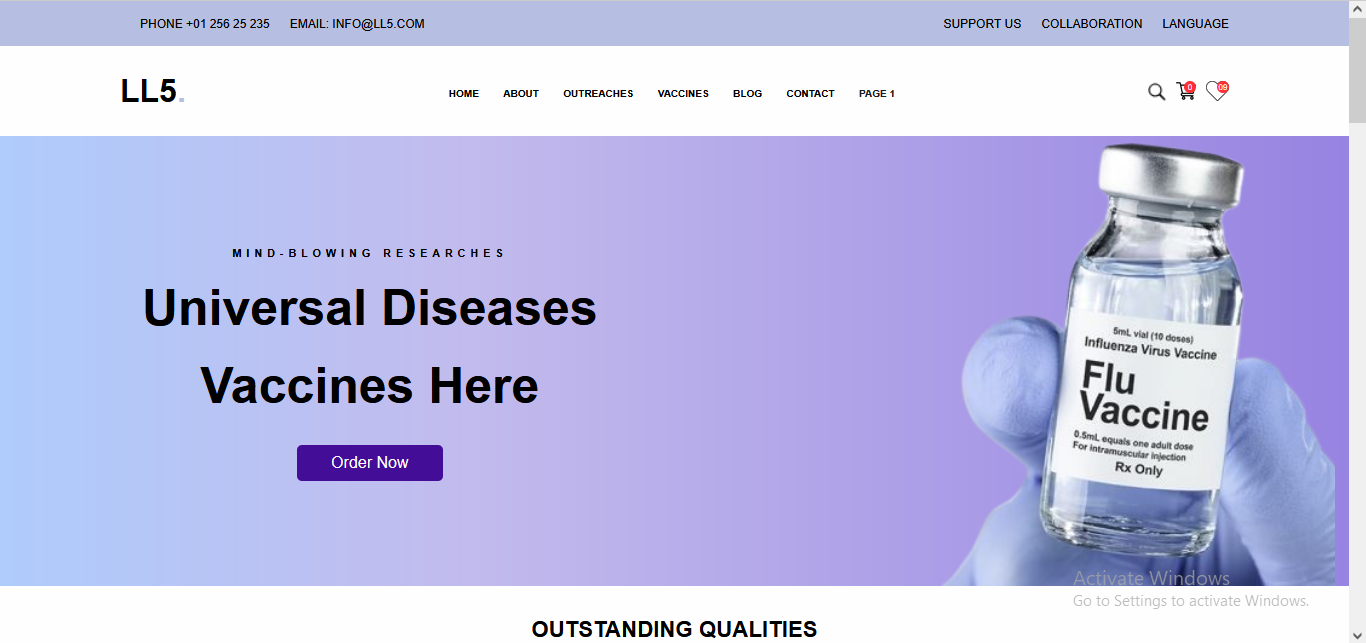 PHONE +01 256 25 235 EMAIL: INFO@LL5.COM SUPPORT US COLLABORATION LANGUAGE
LL5. HOME ABOUT OUTREACHES VACCINES BLOG CONTACT PAGE 1 0 09
MIND-BLOWING RESEARCHES
Universal Diseases
Vaccines Here
Order Now
5mL vial (10 doses)
Influenza Virus Vaccine
Flu
Vaccine
0.5mL equals one adult dose
For intramuscular injection
Rx Only
Activate Windows
Go to Settings to activate Windows.
OUTSTANDING QUALITIES